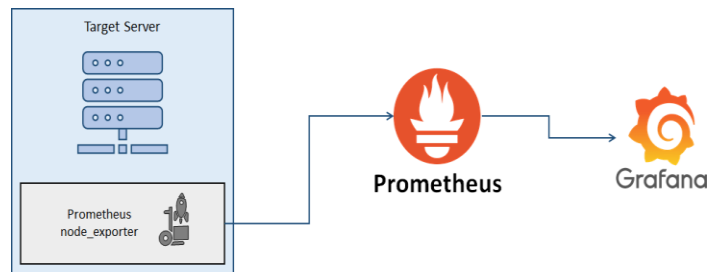 Target Server
Prometheus
node_exporter
Prometheus
Grafana